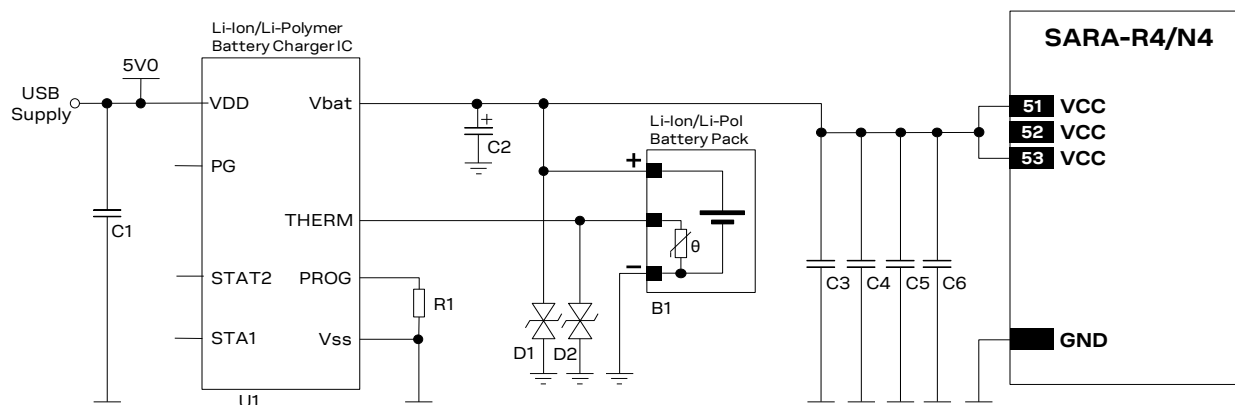 Li-Ion/Li-Polymer
Battery Charger IC
SARA-R4/N4
5V0
USB
Supply
VDD
Vbat
51 VCC
52 VCC
53 VCC
Li-Ion/Li-Pol
Battery Pack
+
C2
+
PG
THERM
C1
θ
STAT2
PROG
–
C3
C4
C5
C6
R1
B1
STA1
Vss
D1
D2
GND
U1